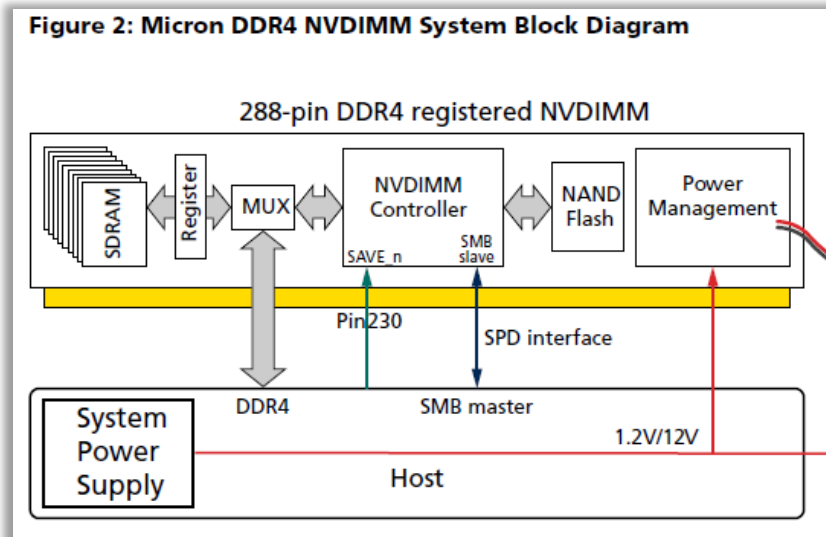 Figure 2: Micron DDR4 NVDIMM System Block Diagram
288-pin DDR4 registered NVDIMM
SDRAM
Register
MUX
NVDIMM
Controller
SAVE_n
SMB
slave
NAND
Flash
Power
Management
Pin230
SPD interface
DDR4
SMB master
1.2V/12V
System
Power
Supply
Host